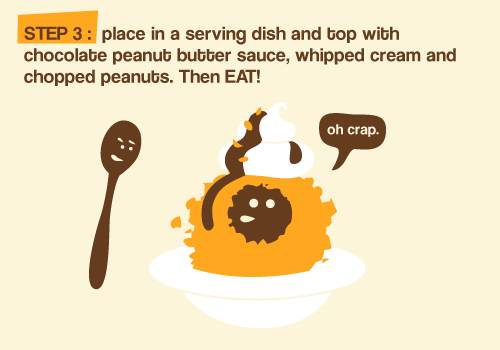 STEP 3 : place in a serving dish and top with
chocolate peanut butter sauce, whipped cream and
chopped peanuts. Then EAT!
oh crap.